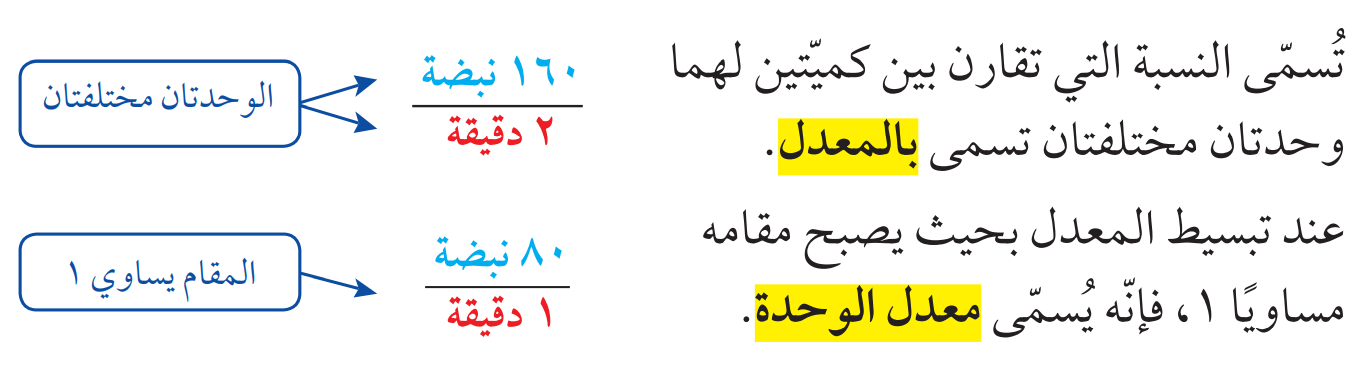 تُسمّى النسبة التي تقارن بين كميّتين لهما
وحدتان مختلفتان تسمى بالمعدل.
١٦٠ نبضة
٢ دقيقة
الوحدتان مختلفتان
عند تبسيط المعدل بحيث يصبح مقامه
مساويًا ١، فإنّه يُسمّى معدل الوحدة.
٨٠ نبضة
١ دقيقة
المقام يساوي ١